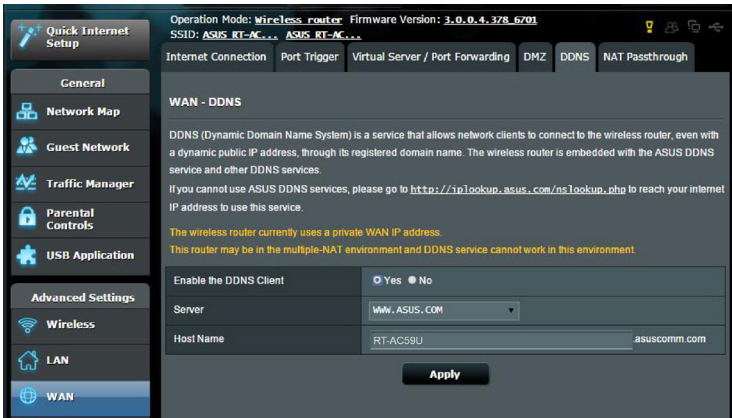 Quick Internet
Setup
General
Network Map
Guest Network
Traffic Manager
Parental
Controls
USB Application
Advanced Settings
Wireless
LAN
WAN
Operation Mode: Wireless router Firmware Version: 3.0.0.4.378_6701
SSID: ASUS RT-AC... ASUS RT-AC...
Internet Connection Port Trigger Virtual Server / Port Forwarding DMZ DDNS NAT Passthrough
WAN - DDNS
DDNS (Dynamic Domain Name System) is a service that allows network clients to connect to the wireless router, even with
a dynamic public IP address, through its registered domain name. The wireless router is embedded with the ASUS DDNS
service and other DDNS services.
If you cannot use ASUS DDNS services, please go to http://iplookup.asus.com/nslookup.php to reach your internet
IP address to use this service.
The wireless router currently uses a private WAN IP address.
This router may be in the multiple-NAT environment and DDNS service cannot work in this environment.
Enable the DDNS Client Yes No
Server WWW.ASUS.COM
Host Name RT-AC59U .asuscomm.com
Apply